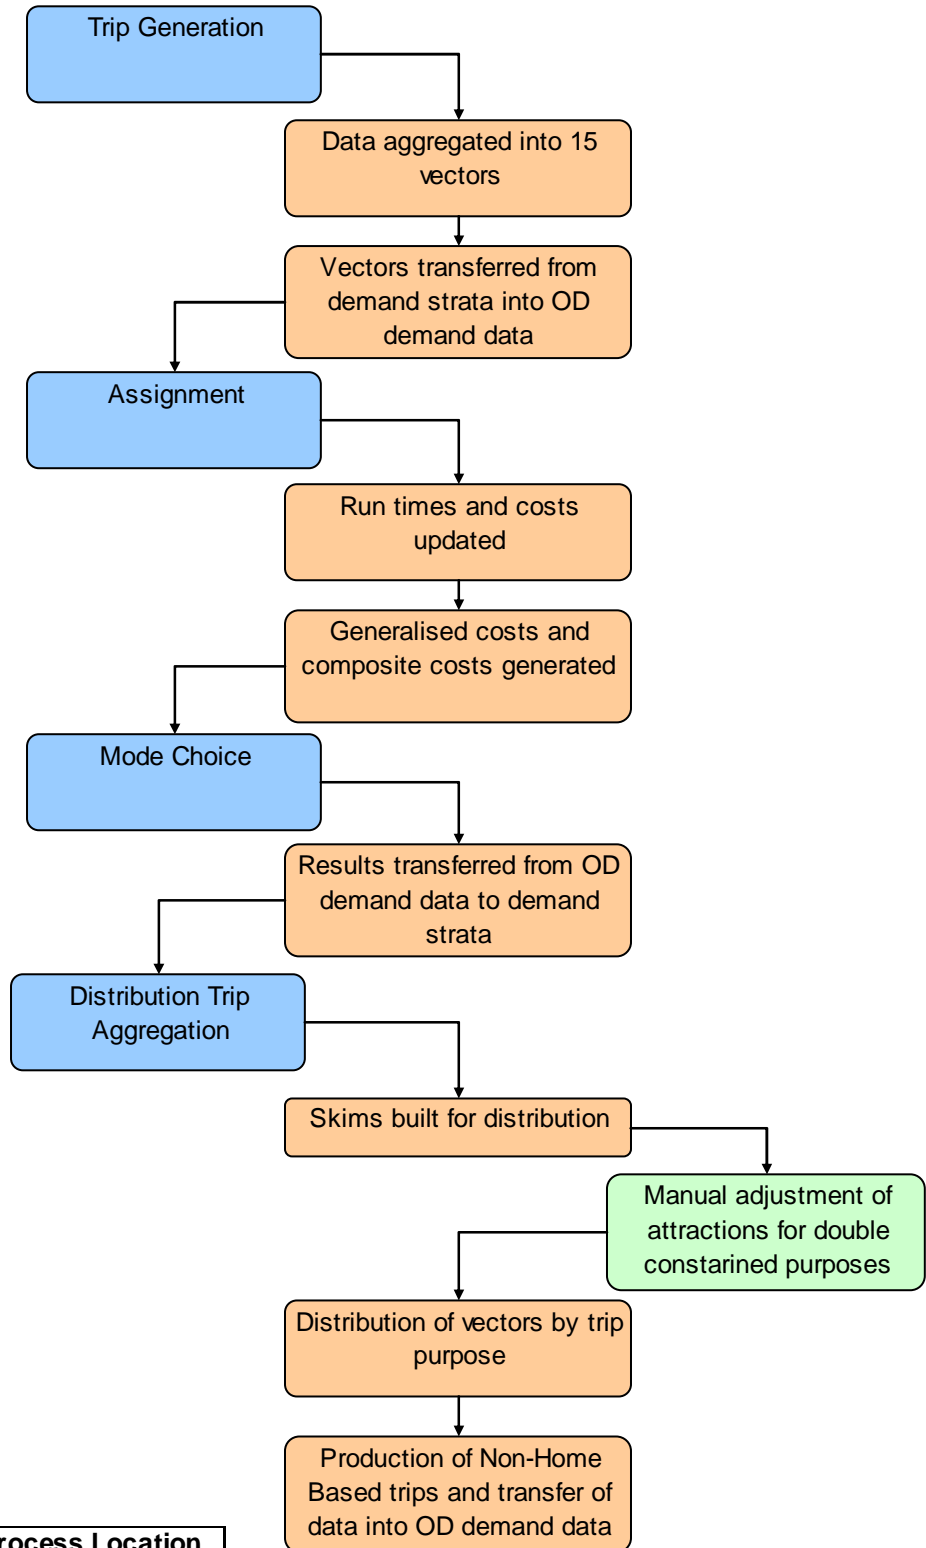 Trip Generation
Data aggregated into 15
vectors
Vectors transferred from
demand strata into OD
demand data
Assignment
Run times and costs
updated
Generalised costs and
composite costs generated
Mode Choice
Results transferred from OD
demand data to demand
strata
Distribution Trip
Aggregation
Skims built for distribution
Manual adjustment of
attractions for double
constarined purposes
Distribution of vectors by trip
purpose
Production of Non-Home
Based trips and transfer of
data into OD demand data
rocess Location